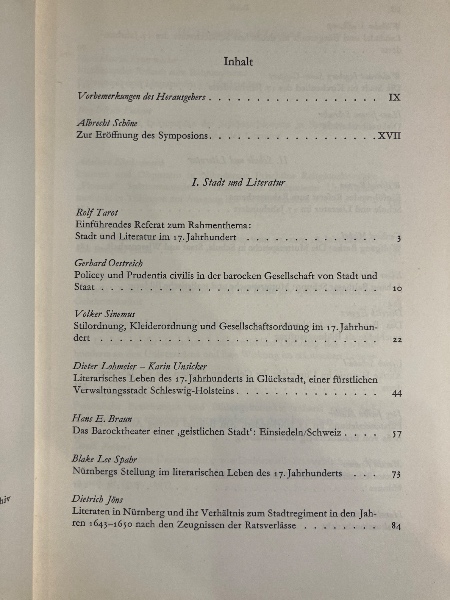 Inhalt
Vorbemerkungen des Herausgebers . . . . . . . . . . . . . . . . IX
Albrecht Schöne
Zur Eröffnung des Symposions . . . . . . . . . . . . . . . . XVII
I. Stadt und Literatur
Rolf Tarot
Einführendes Referat zum Rahmenthema:
Stadt und Literatur im 17. Jahrhundert . . . . . . . . . . . . . 3
Gerhard Oestreich
Policey und Prudentia civilis in der barocken Gesellschaft von Stadt und
Staat . . . . . . . . . . . . . . . . . . . . . . . . . . . 10
Volker Sinemus
Stilordnung, Kleiderordnung und Gesellschaftsordnung im 17. Jahrhun-
dert . . . . . . . . . . . . . . . . . . . . . . . . . . . 22
Dieter Lohmeier – Karin Unsicker
Literarisches Leben des 17. Jahrhunderts in Glückstadt, einer fürstlichen
Verwaltungsstadt Schleswig-Holsteins . . . . . . . . . . . . . . 44
Hans E. Braun
Das Barocktheater einer ‚geistlichen Stadt': Einsiedeln/Schweiz . . . . 57
Blake Lee Spahr
Nürnbergs Stellung im literarischen Leben des 17. Jahrhunderts . . . 73
Dietrich Jöns
Literaten in Nürnberg und ihr Verhältnis zum Stadtregiment in den Jah-
ren 1643–1650 nach den Zeugnissen der Ratsverlässe . . . . . . . . 84